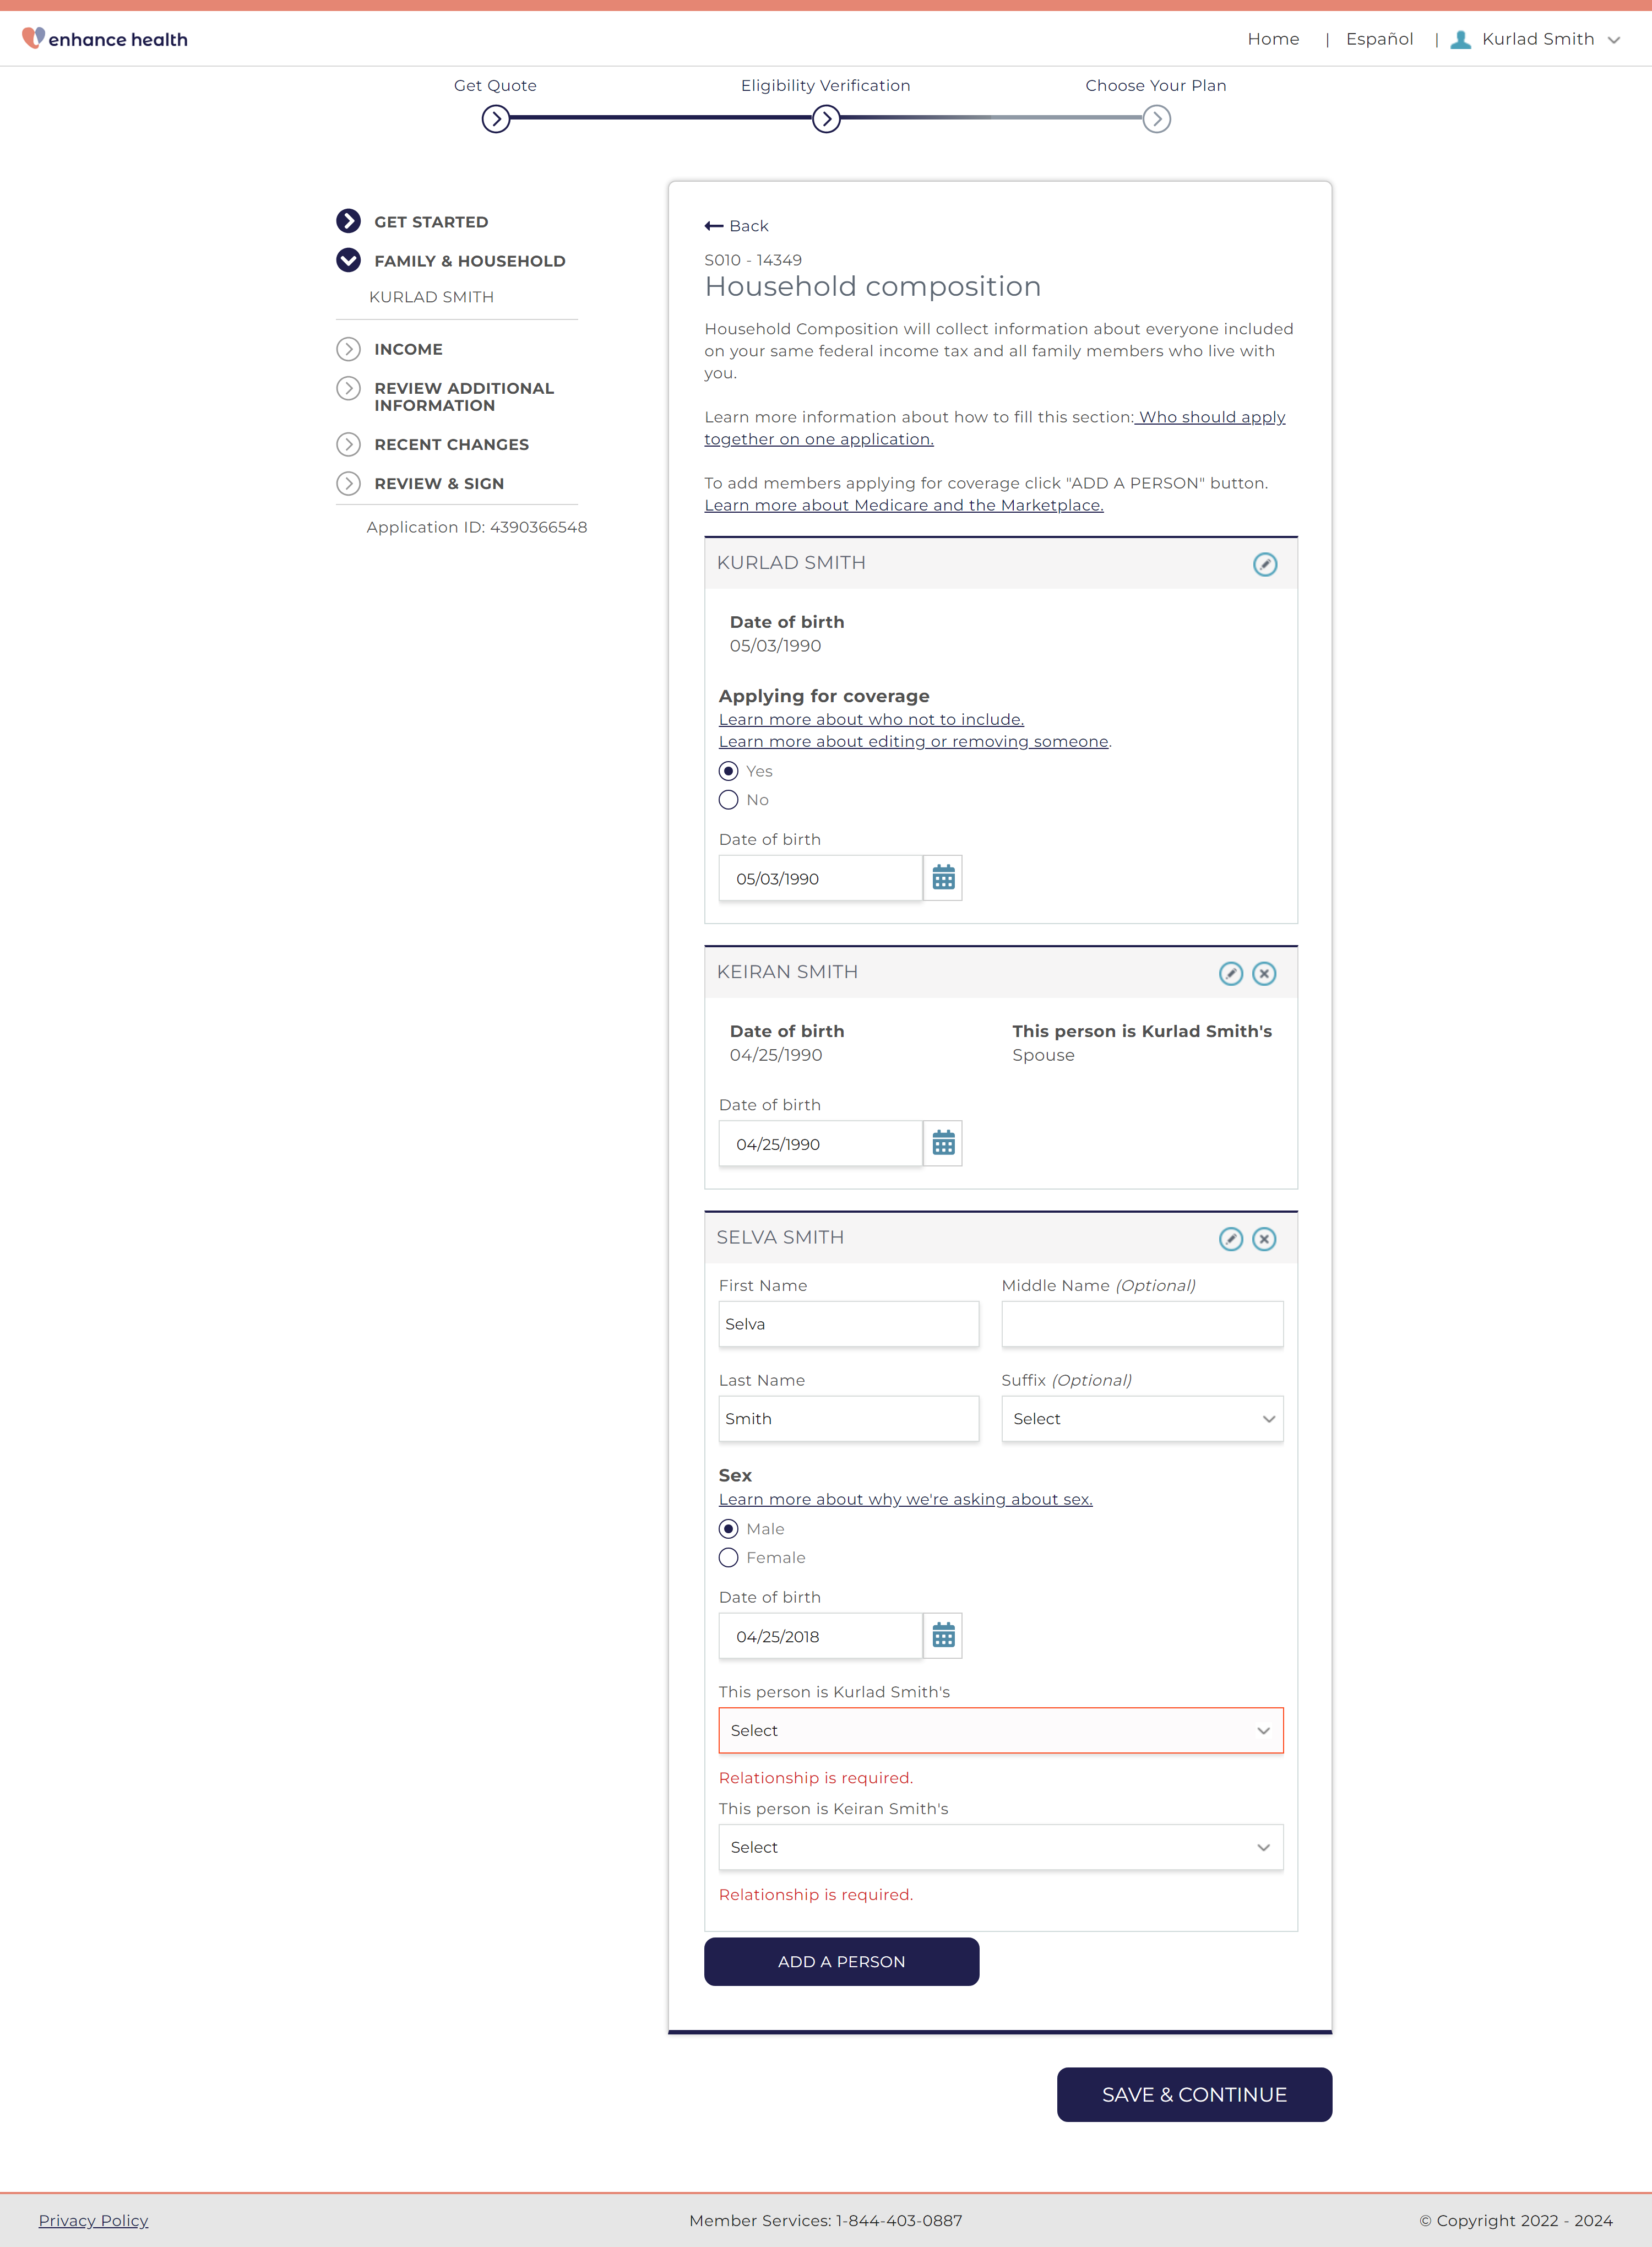 enhance health
Home | Español | Kurlad Smith
Get Quote Eligibility Verification Choose Your Plan
GET STARTED
FAMILY & HOUSEHOLD
KURLAD SMITH
INCOME
REVIEW ADDITIONAL
INFORMATION
RECENT CHANGES
REVIEW & SIGN
Application ID: 4390366548
Back
S010 - 14349
Household composition
Household Composition will collect information about everyone included
on your same federal income tax and all family members who live with
you.
Learn more information about how to fill this section: Who should apply
together on one application.
To add members applying for coverage click "ADD A PERSON" button.
Learn more about Medicare and the Marketplace.
KURLAD SMITH
Date of birth
05/03/1990
Applying for coverage
Learn more about who not to include.
Learn more about editing or removing someone.
Yes
No
Date of birth
05/03/1990
KEIRAN SMITH
Date of birth This person is Kurlad Smith's
04/25/1990 Spouse
Date of birth
04/25/1990
SELVA SMITH
First Name Middle Name (Optional)
Selva
Last Name Suffix (Optional)
Smith Select
Sex
Learn more about why we're asking about sex.
Male
Female
Date of birth
04/25/2018
This person is Kurlad Smith's
Select
Relationship is required.
This person is Keiran Smith's
Select
Relationship is required.
ADD A PERSON
SAVE & CONTINUE
Privacy Policy Member Services: 1-844-403-0887 © Copyright 2022 - 2024